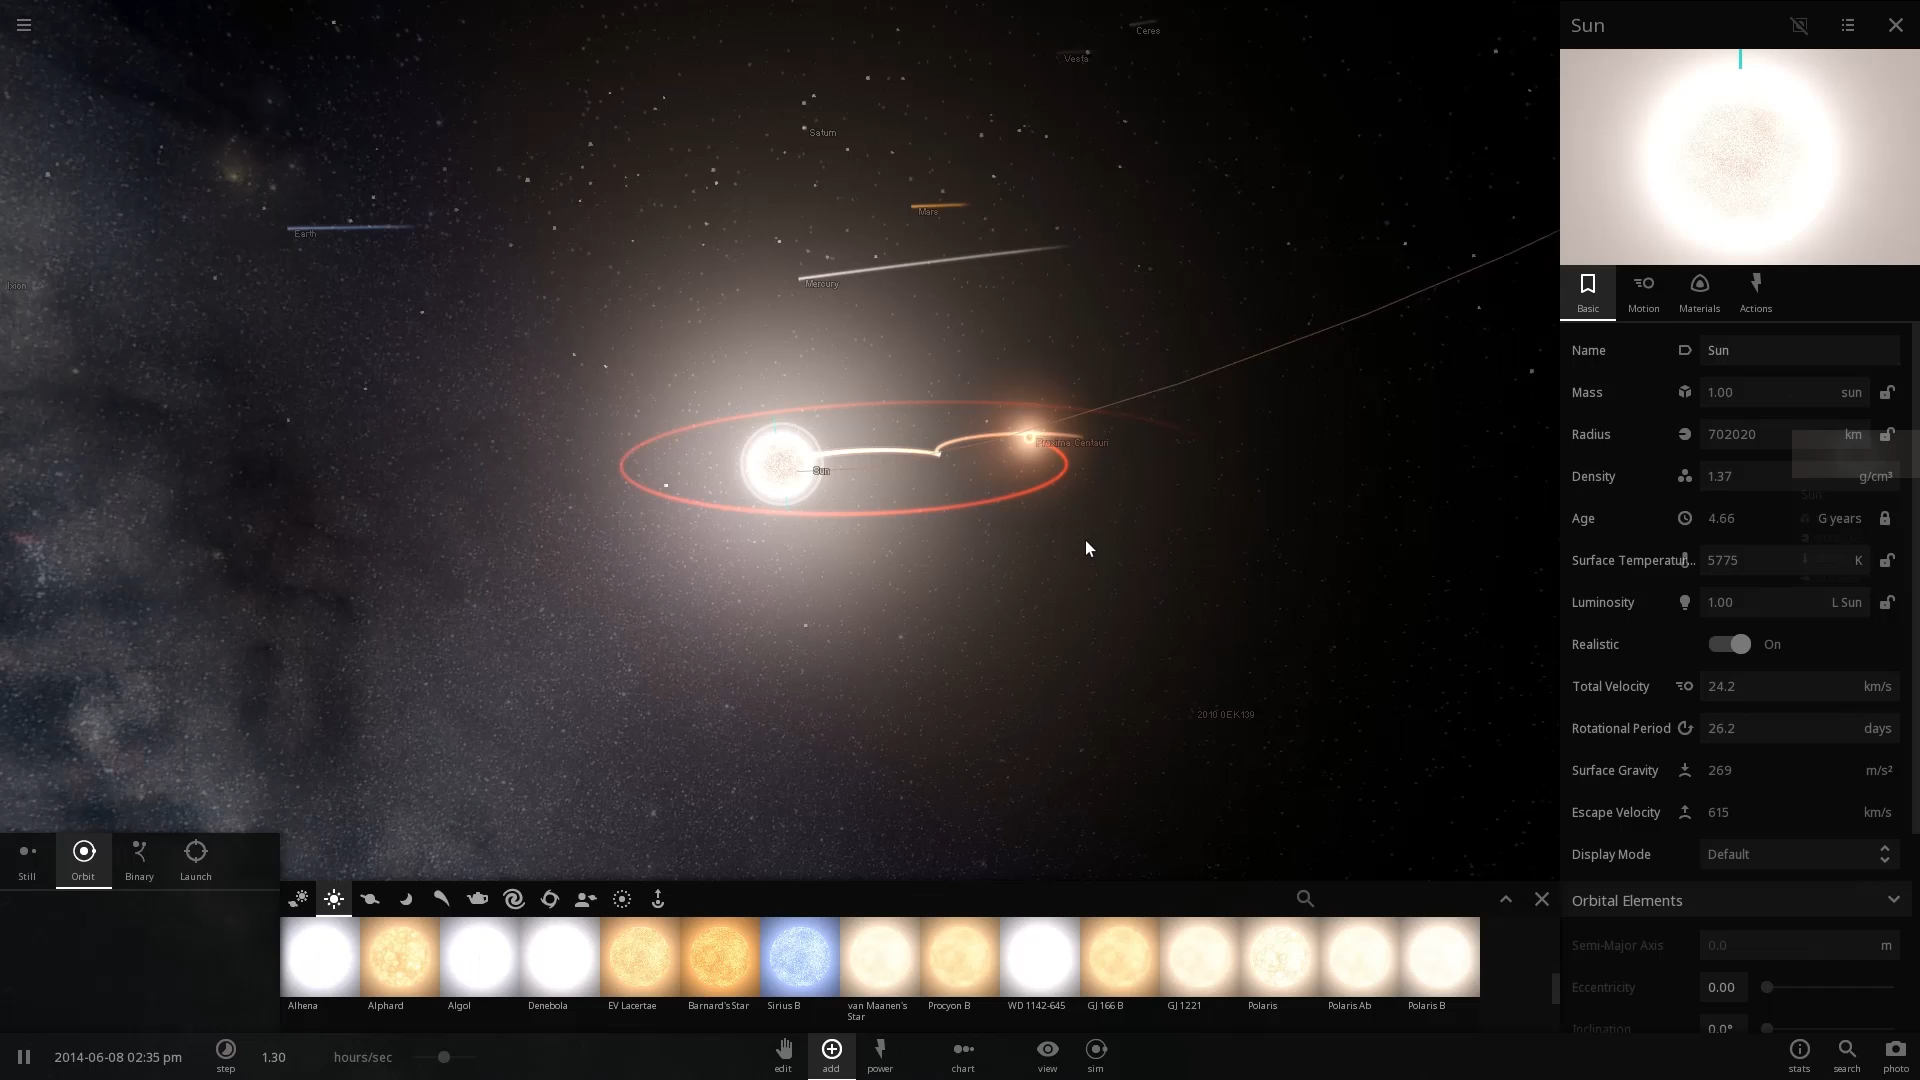 Ceres
Vesta
Saturn
Mars
Earth
Mercury
Ixion
Proxima Centauri
Sun
2010 OEK139
Sun
Basic
Motion
Materials
Actions
Name Sun
Mass 1.00 sun
Radius 702020 km
Density 1.37 g/cm³
Sun
Age 4.66 G years
Surface Temperatur... 5775 K
Luminosity 1.00 L Sun
Realistic On
Total Velocity 24.2 km/s
Rotational Period 26.2 days
Surface Gravity 269 m/s²
Escape Velocity 615 km/s
Display Mode Default
Orbital Elements
Semi-Major Axis 0.0 m
Eccentricity 0.00
Inclination 0.0°
Still
Orbit
Binary
Launch
Alhena
Alphard
Algol
Denebola
EV Lacertae
Barnard's Star
Sirius B
van Maanen's
Star
Procyon B
WD 1142-645
GJ 166 B
GJ 1221
Polaris
Polaris Ab
Polaris B
2014-06-08 02:35 pm
step
1.30 hours/sec
edit
add
power
chart
view
sim
stats
search
photo